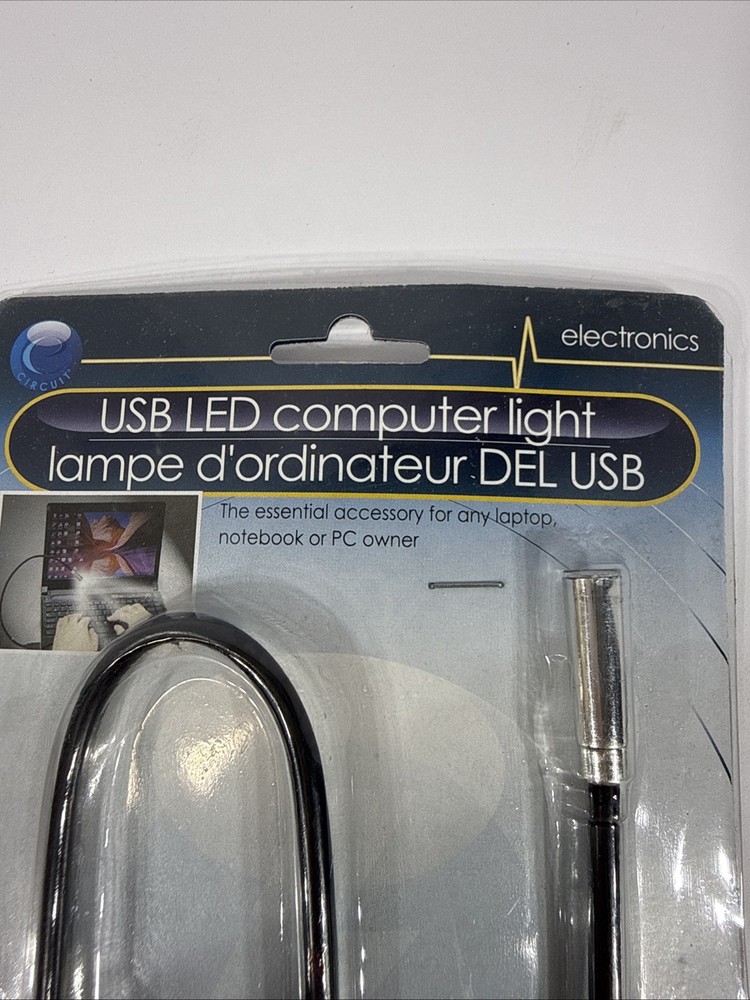 electronics
e
CIRCUIT
USB LED computer light
lampe d'ordinateur DEL USB
The essential accessory for any laptop,
notebook or PC owner